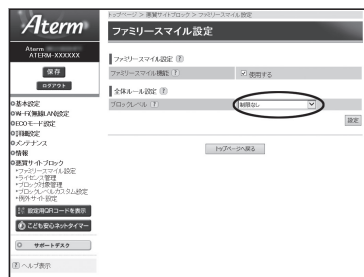 Aterm
Aterm
ATERM-XXXXXX
保存
ログアウト
基本設定
Wi-Fi(無線LAN)設定
ECOモード設定
詳細設定
メンテナンス
情報
悪質サイトブロック
・ファミリースマイル設定
・ライセンス管理
・ブロック対象管理
・ブロックレベルカスタム設定
・例外サイト設定
設定用QRコードを表示
こども安心ネットタイマー
サポートデスク
? ヘルプ表示
トップページ > 悪質サイトブロック > ファミリースマイル設定
ファミリースマイル設定
ファミリースマイル設定 ?
ファミリースマイル機能 ? 使用する
全体ルール設定 ?
ブロックレベル ? 制限なし
設定
トップページへ戻る